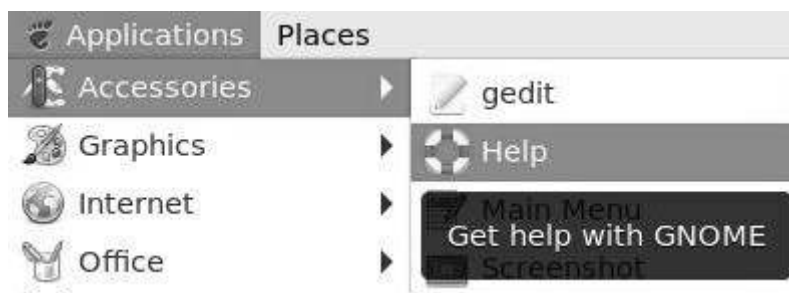 Applications Places
Accessories
Graphics
Internet
Office
gedit
Help
Main Menu
Get help with GNOME
Screenshot